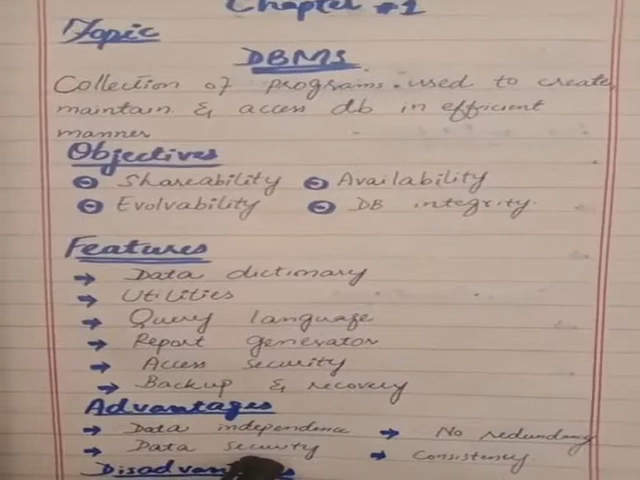 Chapter #1
Topic
DBMS
Collection of programs used to create,
maintain & access db in efficient
manner
Objectives
Shareability Availability
Evolvability DB integrity
Features
→ Data dictionary
→ Utilities
→ Query language
→ Report generator
→ Access security
→ Backup & recovery
Advantages
→ Data independence → No redundancy
→ Data security → Consistency